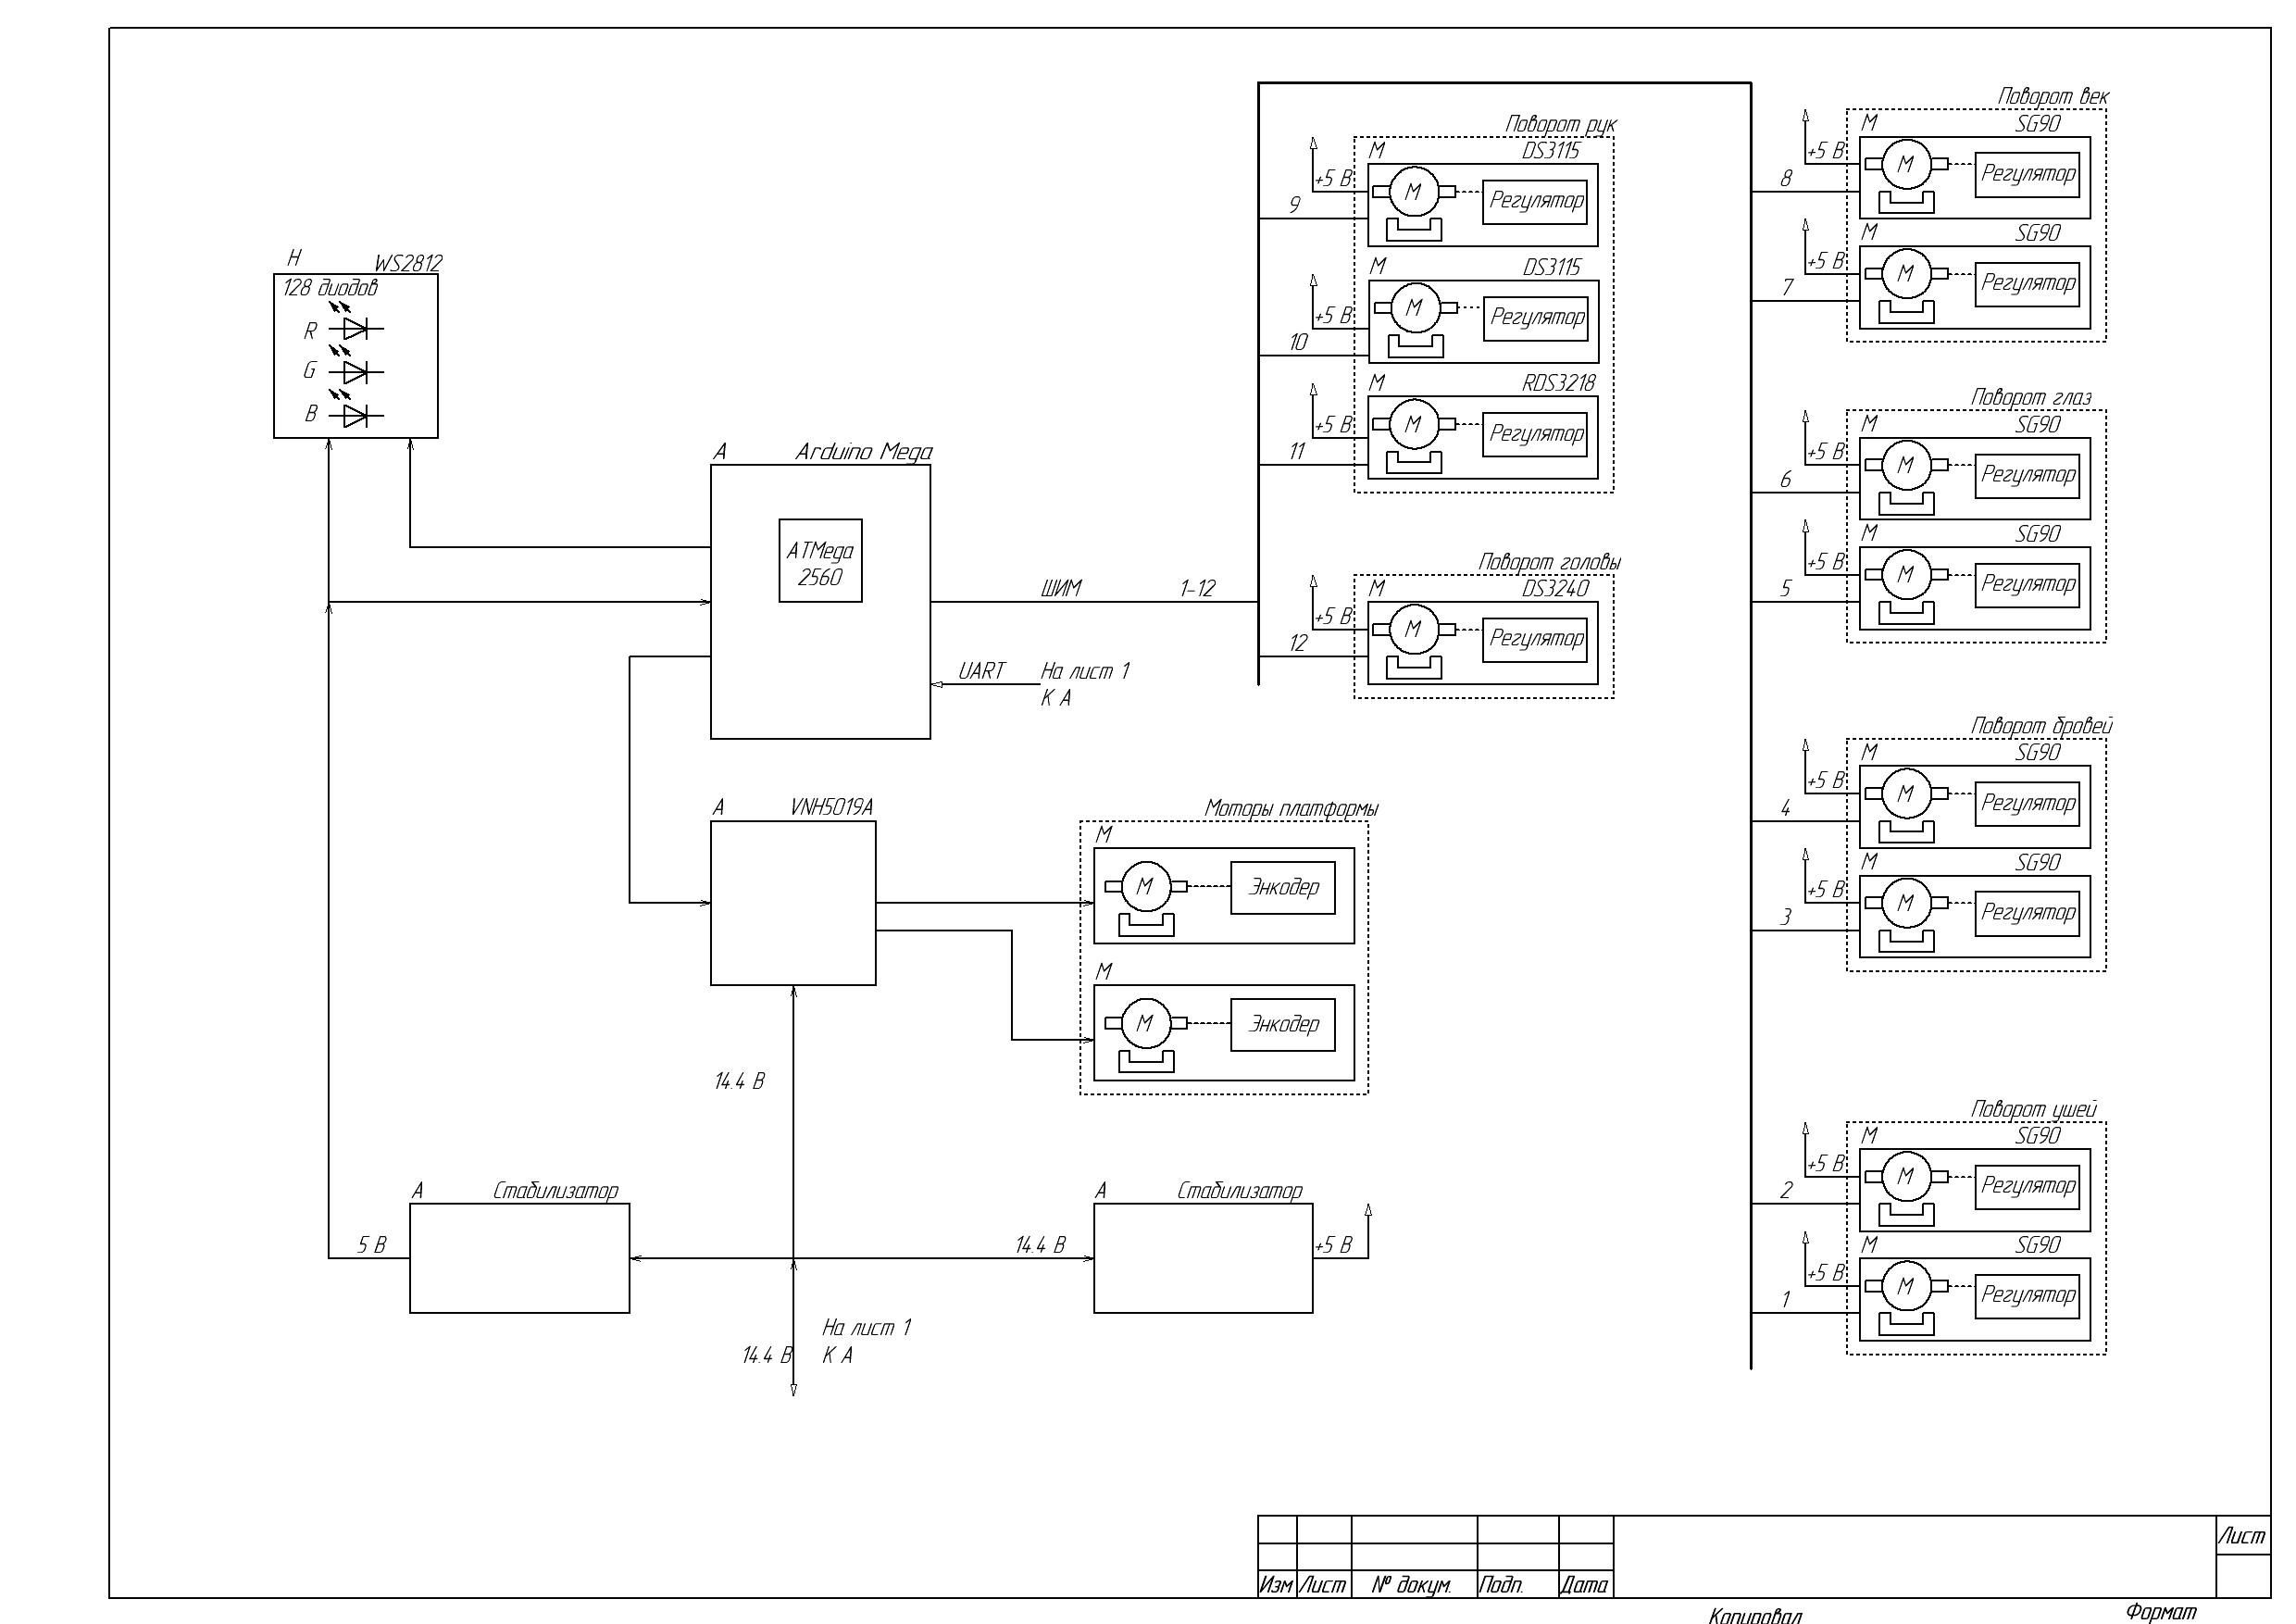 H WS2812
128 диодов
R
G
B
A Arduino Mega
ATMega
2560
ШИМ 1-12
UART На лист 1
К А
A VNH5019A
14.4 В
Моторы платформы
M
M Энкодер
M
M Энкодер
A Стабилизатор
5 В
14.4 В
A Стабилизатор
+5 В
На лист 1
14.4 В К А
Поворот рук
M DS3115
+5 В M Регулятор
9
M DS3115
+5 В M Регулятор
10
M RDS3218
+5 В M Регулятор
11
Поворот головы
M DS3240
+5 В M Регулятор
12
Поворот век
M SG90
+5 В M Регулятор
8
M SG90
+5 В M Регулятор
7
Поворот глаз
M SG90
+5 В M Регулятор
6
M SG90
+5 В M Регулятор
5
Поворот бровей
M SG90
+5 В M Регулятор
4
M SG90
+5 В M Регулятор
3
Поворот ушей
M SG90
+5 В M Регулятор
2
M SG90
+5 В M Регулятор
1
Лист
Изм Лист № докум. Подп. Дата
Копировал Формат